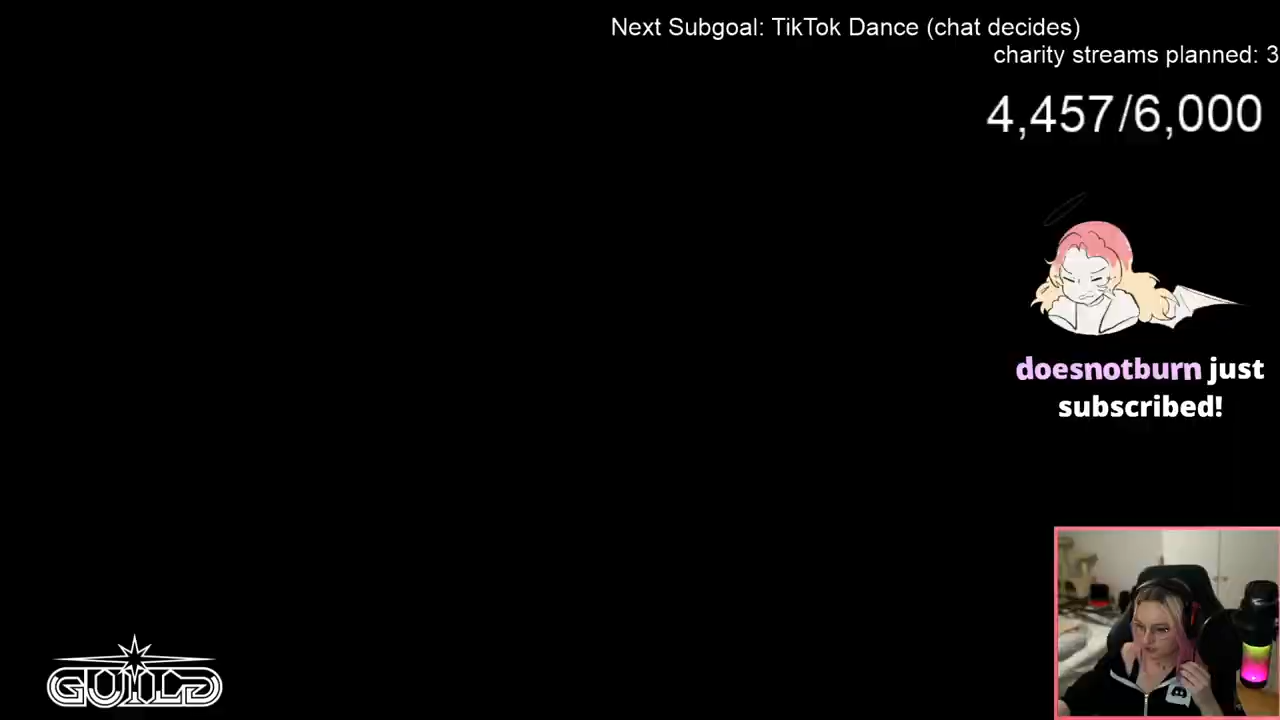 Next Subgoal: TikTok Dance (chat decides)
charity streams planned: 3
4,457/6,000
doesnotburn just
subscribed!
GUILD